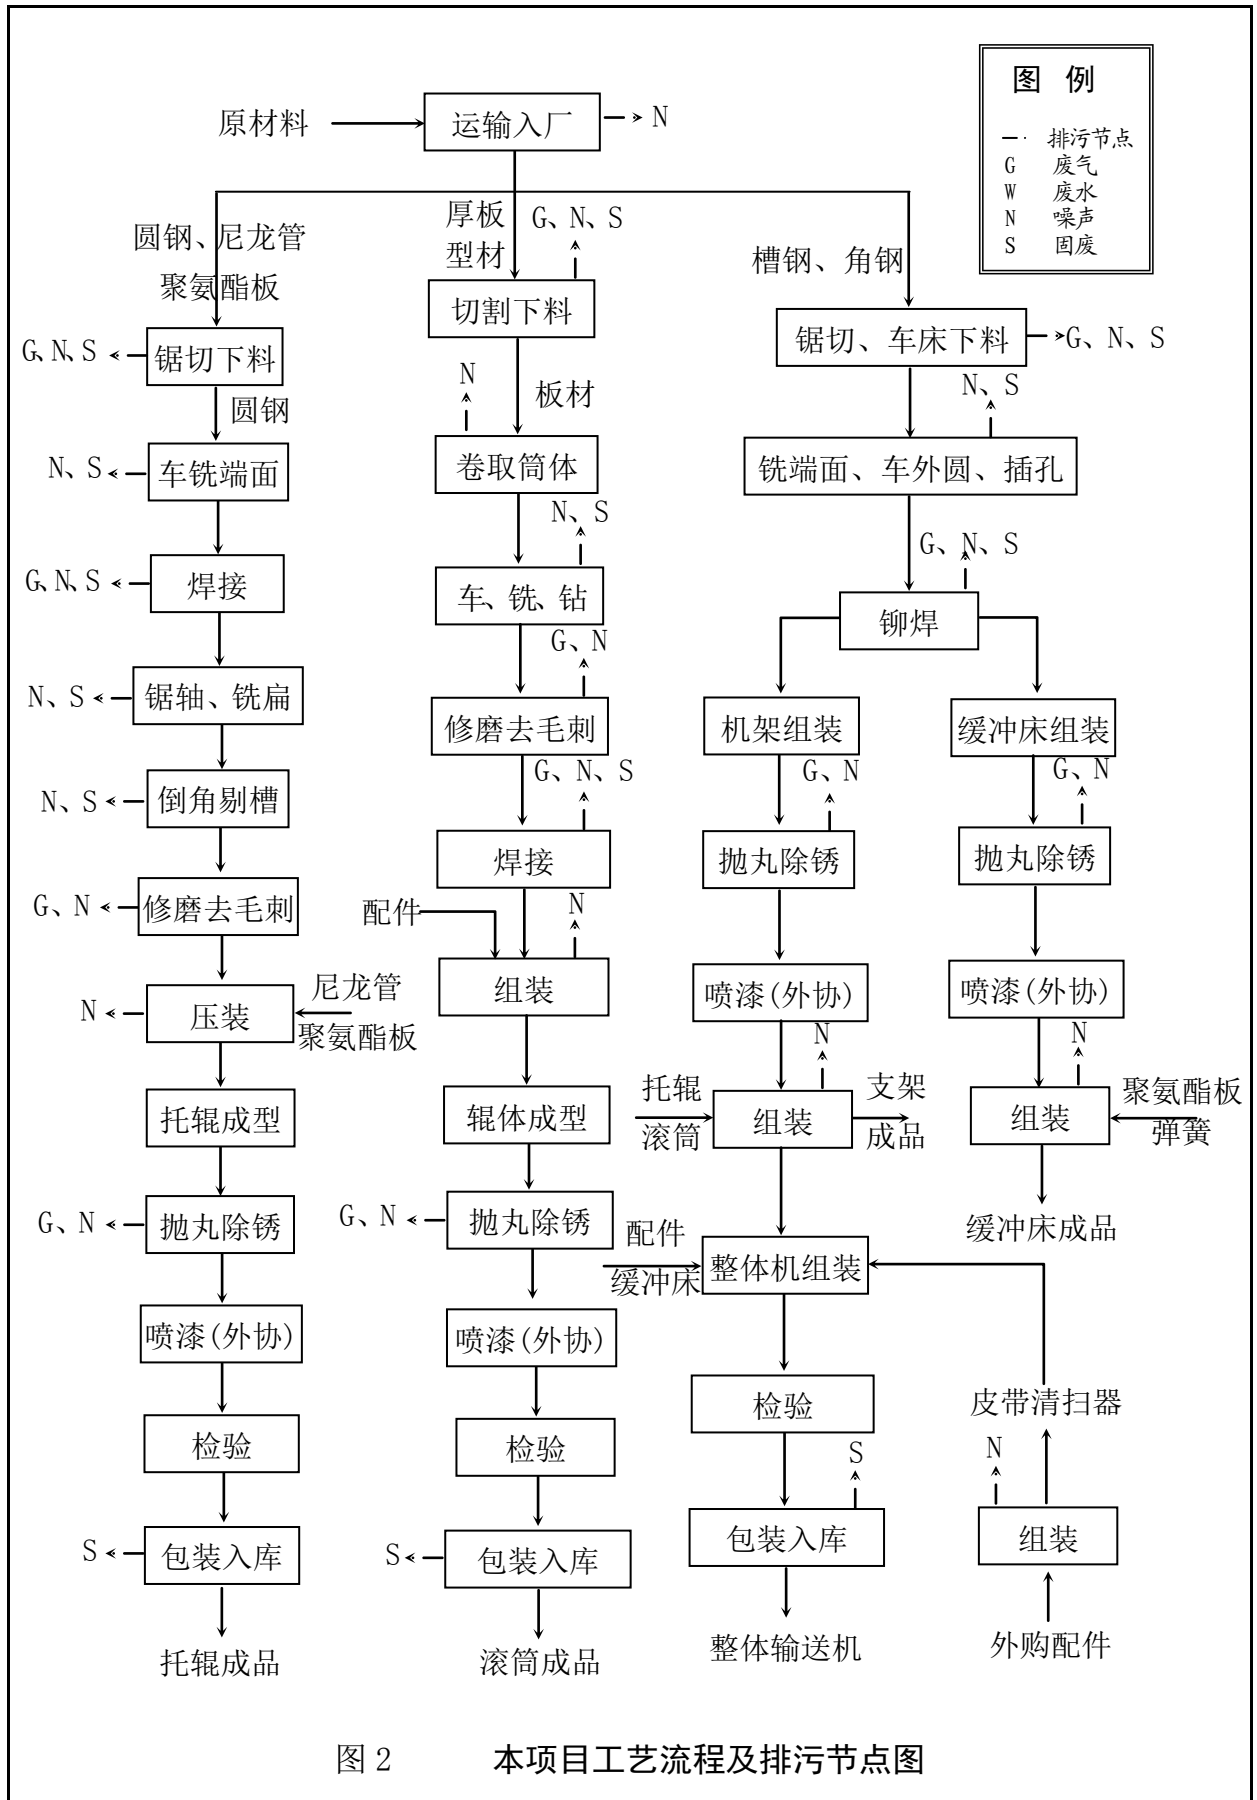 图 例
- · 排污节点
G 废气
W 废水
N 噪声
S 固废
原材料
运输入厂
N
圆钢、尼龙管
聚氨酯板
锯切下料
G、N、S
圆钢
车铣端面
N、S
焊接
G、N、S
锯轴、铣扁
N、S
倒角剔槽
N、S
修磨去毛刺
G、N
尼龙管
聚氨酯板
压装
N
托辊成型
抛丸除锈
G、N
喷漆(外协)
检验
包装入库
S
托辊成品
厚板
型材
G、N、S
切割下料
板材
N
卷取筒体
N、S
车、铣、钻
G、N
修磨去毛刺
G、N、S
焊接
配件
N
组装
辊体成型
抛丸除锈
G、N
喷漆(外协)
检验
包装入库
S
滚筒成品
槽钢、角钢
锯切、车床下料
G、N、S
N、S
铣端面、车外圆、插孔
G、N、S
铆焊
机架组装
G、N
抛丸除锈
喷漆(外协)
N
托辊
滚筒
组装
支架
成品
配件
缓冲床
整体机组装
检验
S
包装入库
整体输送机
缓冲床组装
G、N
抛丸除锈
喷漆(外协)
N
组装
聚氨酯板
弹簧
缓冲床成品
皮带清扫器
N
组装
外购配件
图 2 本项目工艺流程及排污节点图